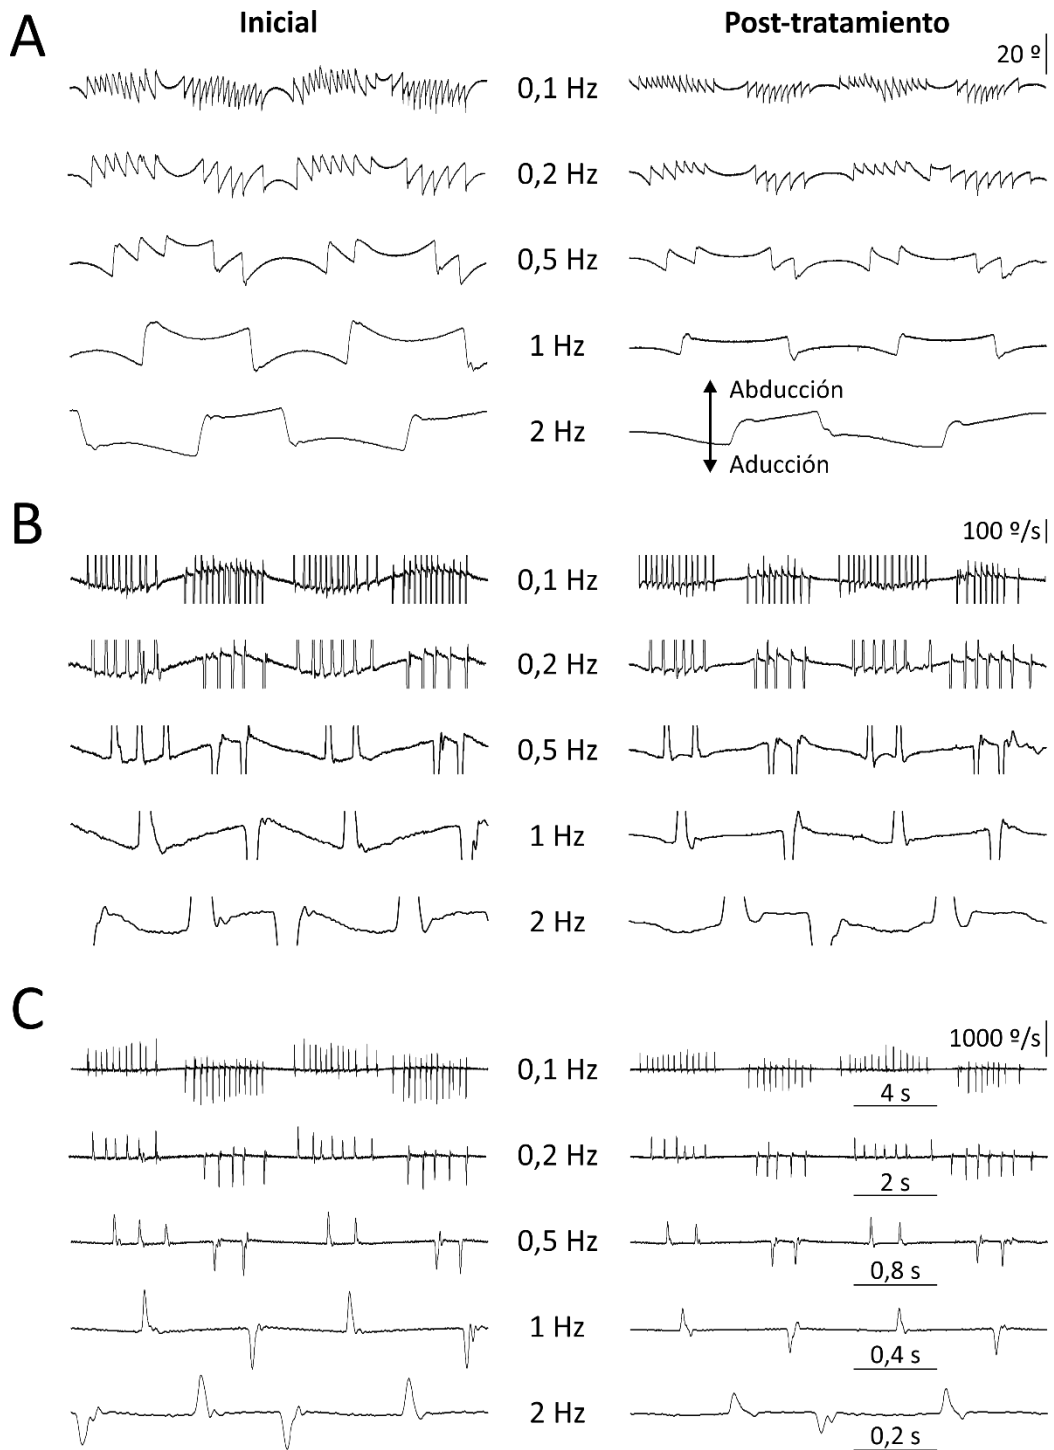 A
Inicial
Post-tratamiento
20 º
0,1 Hz
0,2 Hz
0,5 Hz
1 Hz
2 Hz
Abducción
Aducción
B
100 º/s
0,1 Hz
0,2 Hz
0,5 Hz
1 Hz
2 Hz
C
1000 º/s
0,1 Hz
4 s
0,2 Hz
2 s
0,5 Hz
0,8 s
1 Hz
0,4 s
2 Hz
0,2 s